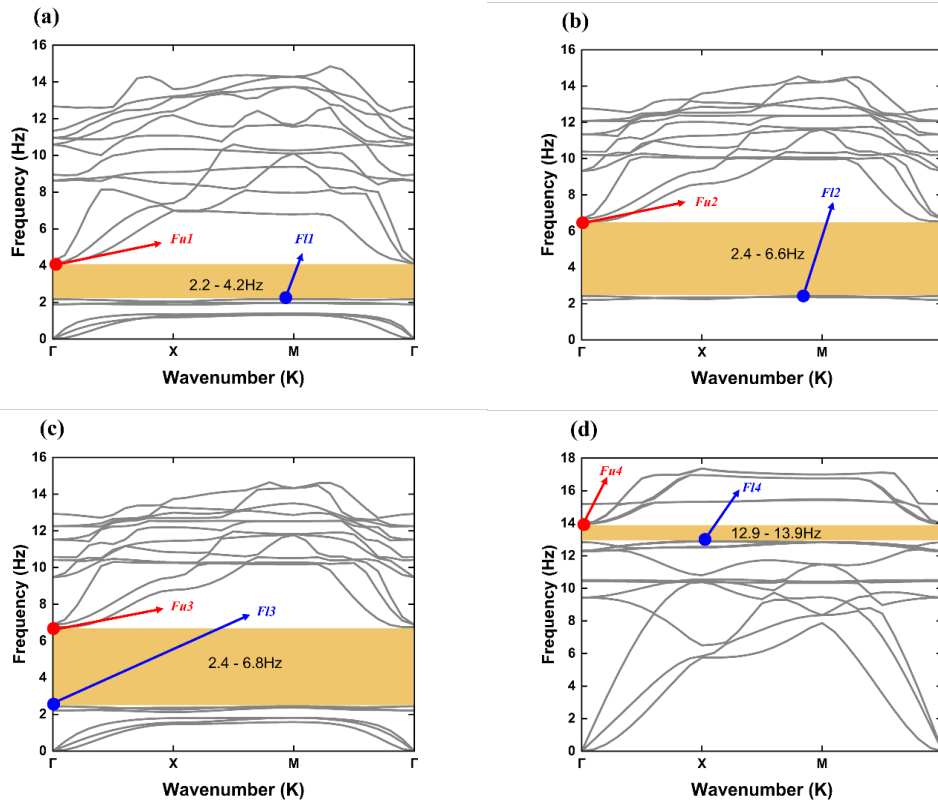 (a)
16
14
12
10
8
6
4
2
0
Frequency (Hz)
Fu1
Fl1
2.2 - 4.2Hz
Γ X M Γ
Wavenumber (K)
(b)
16
14
12
10
8
6
4
2
0
Frequency (Hz)
Fu2
Fl2
2.4 - 6.6Hz
Γ X M
Wavenumber (K)
(c)
16
14
12
10
8
6
4
2
0
Frequency (Hz)
Fu3
Fl3
2.4 - 6.8Hz
Γ X M Γ
Wavenumber (K)
(d)
18
16
14
12
10
8
6
4
2
0
Frequency (Hz)
Fu4
Fl4
12.9 - 13.9Hz
Γ X M
Wavenumber (K)